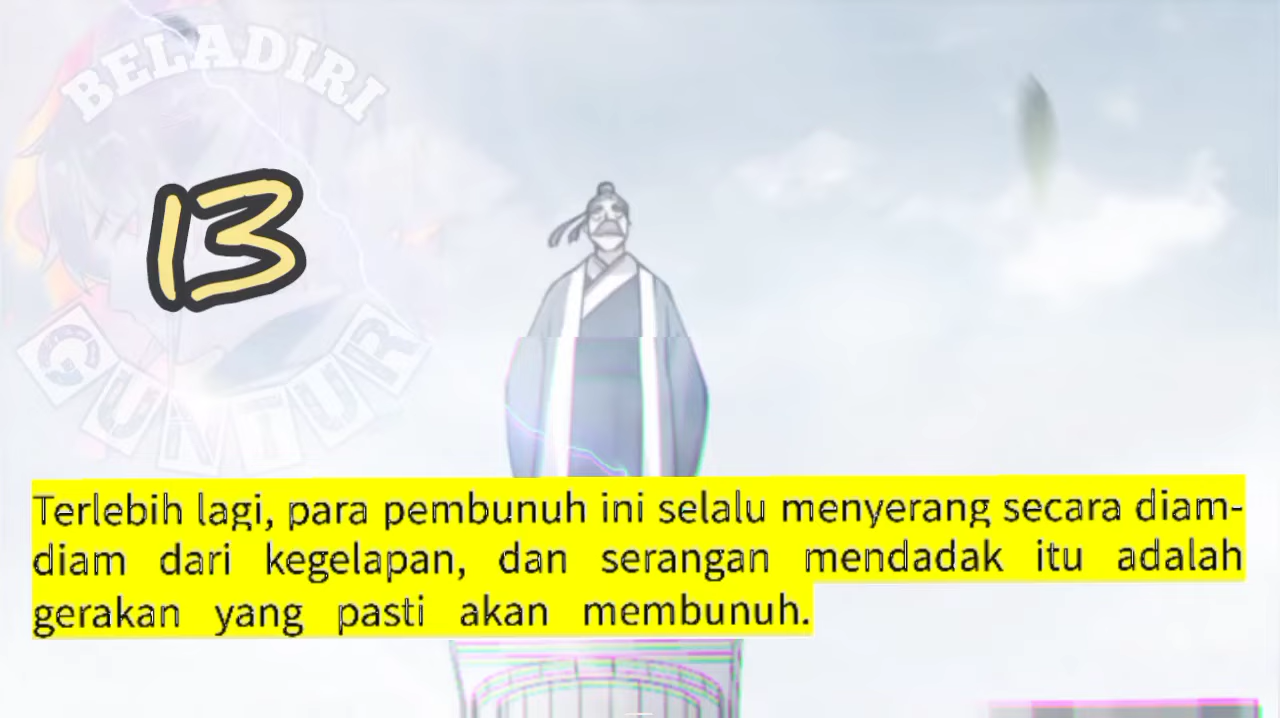 BELADIRI
13
GUNTUR
Terlebih lagi, para pembunuh ini selalu menyerang secara diam-
diam dari kegelapan, dan serangan mendadak itu adalah
gerakan yang pasti akan membunuh.